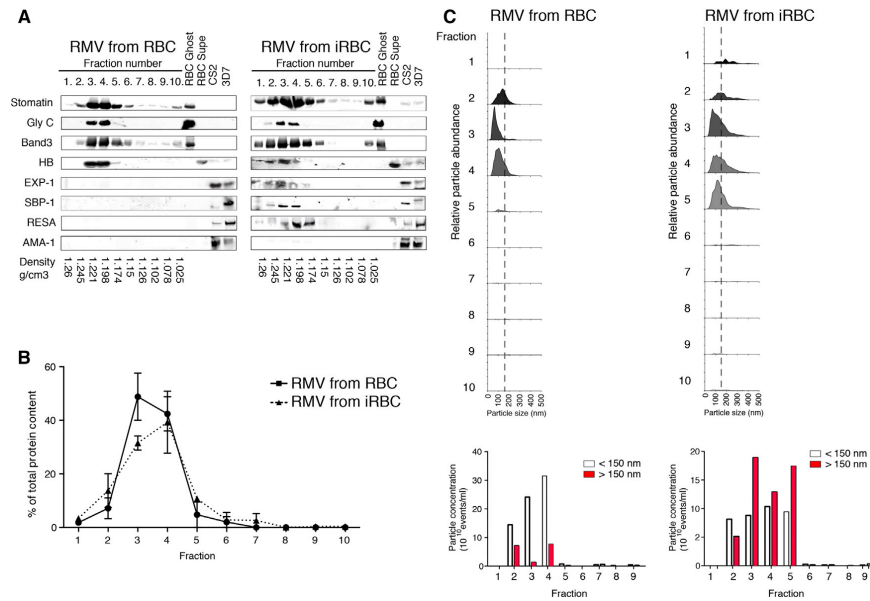 A
RMV from RBC
Fraction number
1. 2. 3. 4. 5. 6. 7. 8. 9.10.
RBC Ghost
RBC Supe
CS2
3D7
RMV from iRBC
Fraction number
1. 2. 3. 4. 5. 6. 7. 8. 9. 10.
RBC Ghost
RBC Supe
CS2
3D7
Stomatin
Gly C
Band3
HB
EXP-1
SBP-1
RESA
AMA-1
Density
g/cm3
1.26
1.245
1.221
1.198
1.174
1.15
1.126
1.102
1.078
1.025
1.26
1.245
1.221
1.198
1.174
1.15
1.126
1.102
1.078
1.025
B
% of total protein content
60
40
20
0
1 2 3 4 5 6 7 8 9 10
Fraction
RMV from RBC
RMV from iRBC
C
RMV from RBC
Fraction
1
2
3
4
5
6
7
8
9
10
Relative particle abundance
0 100 200 300 400 500
Particle size (nm)
RMV from iRBC
1
2
3
4
5
6
7
8
9
10
Relative particle abundance
0 100 200 300 400 500
Particle size (nm)
Particle concentration
(10 10 events/ml)
40
30
20
10
0
1 2 3 4 5 6 7 8 9
Fraction
< 150 nm
> 150 nm
Particle concentration
(10 10 events/ml)
20
15
10
2
0
1 2 3 4 5 6 7 8 9
Fraction
< 150 nm
> 150 nm